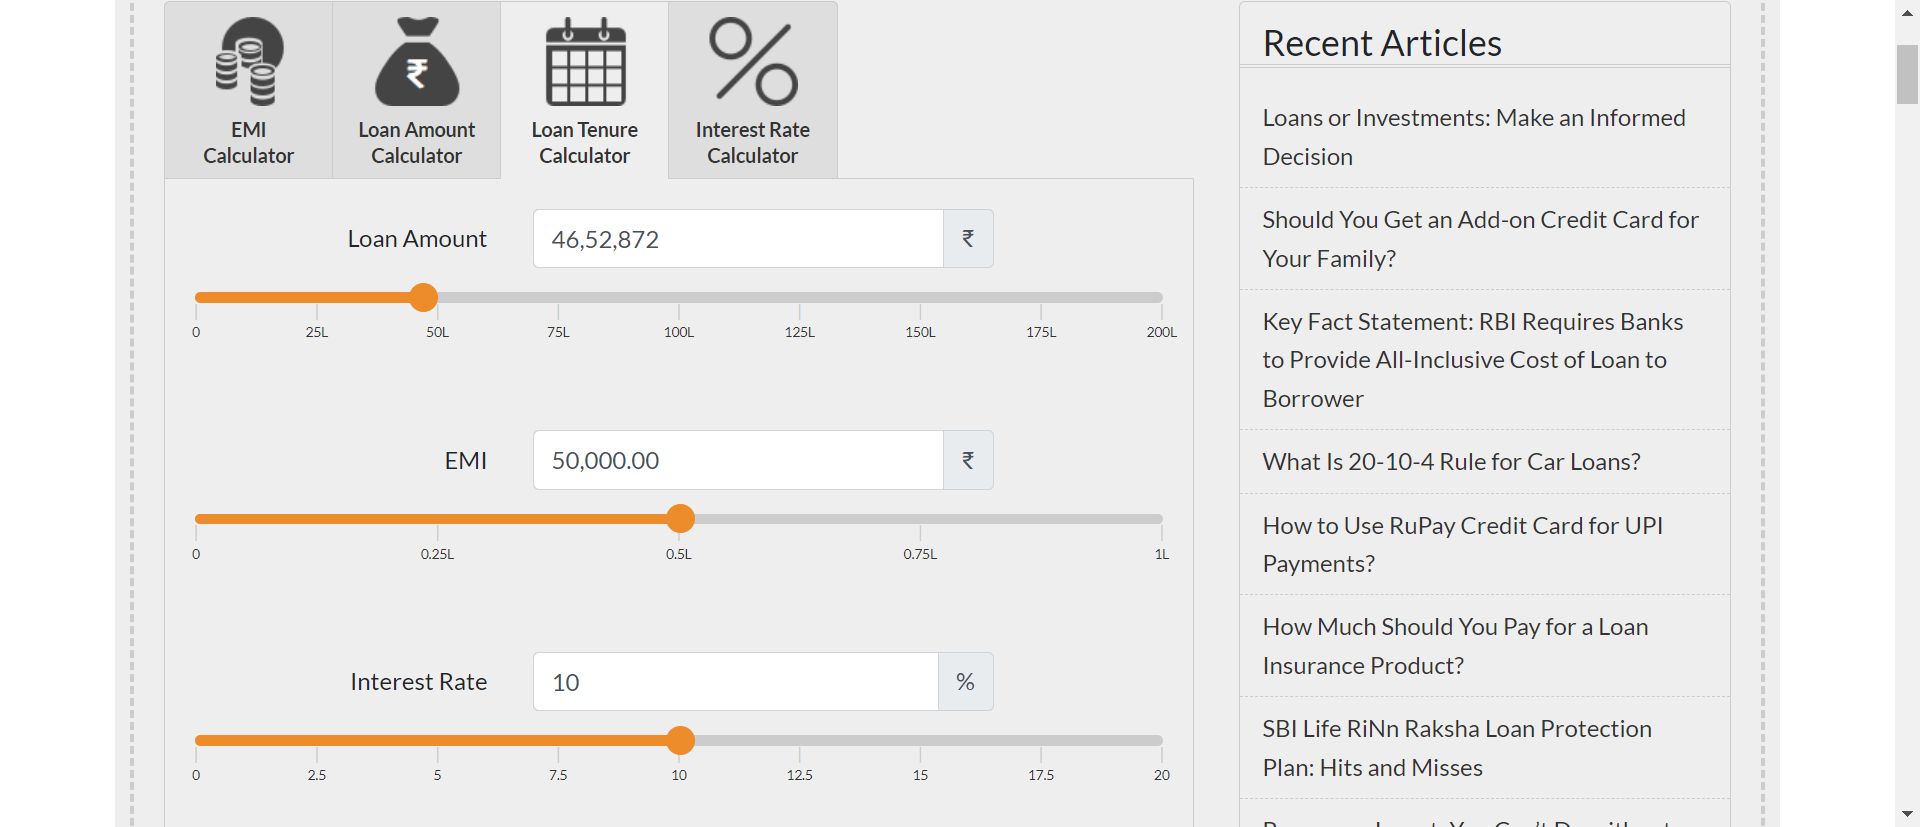 EMI
Calculator
Loan Amount
Calculator
Loan Tenure
Calculator
Interest Rate
Calculator
Loan Amount
46,52,872
₹
0 25L 50L 75L 100L 125L 150L 175L 200L
EMI
50,000.00
₹
0 0.25L 0.5L 0.75L 1L
Interest Rate
10
%
0 2.5 5 7.5 10 12.5 15 17.5 20
Recent Articles
Loans or Investments: Make an Informed
Decision
Should You Get an Add-on Credit Card for
Your Family?
Key Fact Statement: RBI Requires Banks
to Provide All-Inclusive Cost of Loan to
Borrower
What Is 20-10-4 Rule for Car Loans?
How to Use RuPay Credit Card for UPI
Payments?
How Much Should You Pay for a Loan
Insurance Product?
SBI Life RiNn Raksha Loan Protection
Plan: Hits and Misses